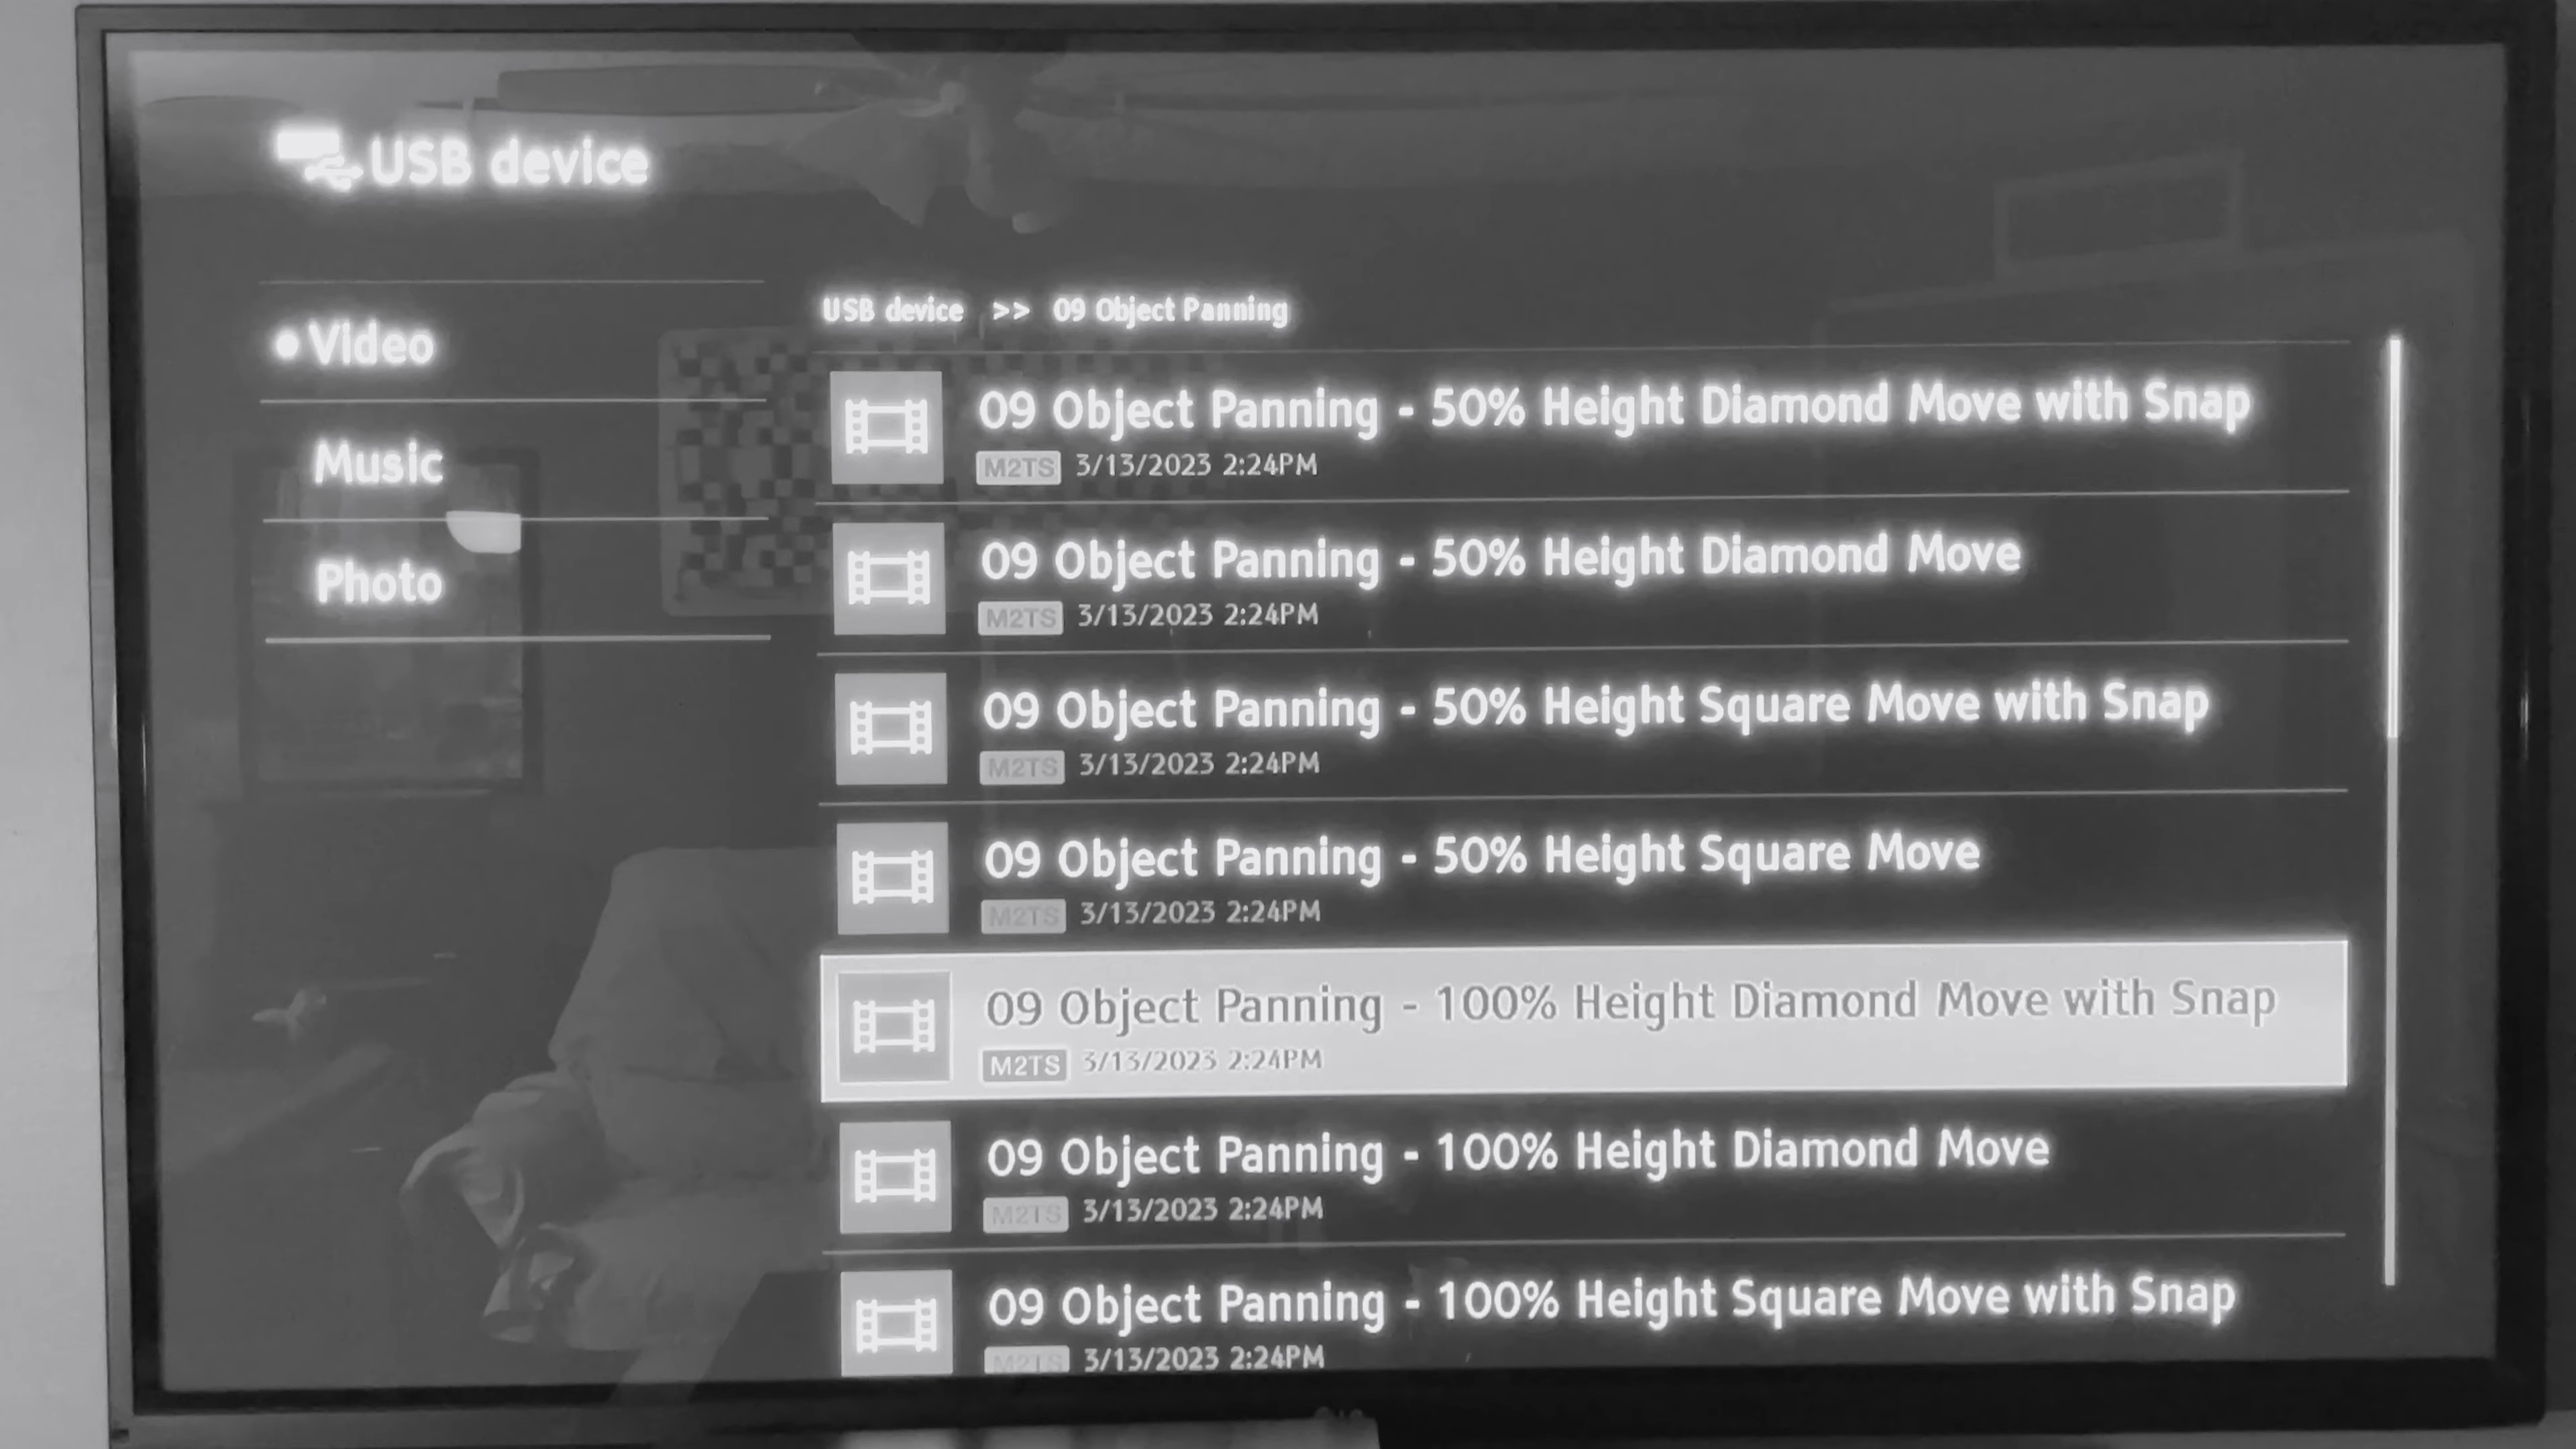 USB device
Video
Music
Photo
USB device >> 09 Object Panning
09 Object Panning - 50% Height Diamond Move with Snap
M2TS 3/13/2023 2:24PM
09 Object Panning - 50% Height Diamond Move
M2TS 3/13/2023 2:24PM
09 Object Panning - 50% Height Square Move with Snap
M2TS 3/13/2023 2:24PM
09 Object Panning - 50% Height Square Move
M2TS 3/13/2023 2:24PM
09 Object Panning - 100% Height Diamond Move with Snap
M2TS 3/13/2023 2:24PM
09 Object Panning - 100% Height Diamond Move
M2TS 3/13/2023 2:24PM
09 Object Panning - 100% Height Square Move with Snap
M2TS 3/13/2023 2:24PM